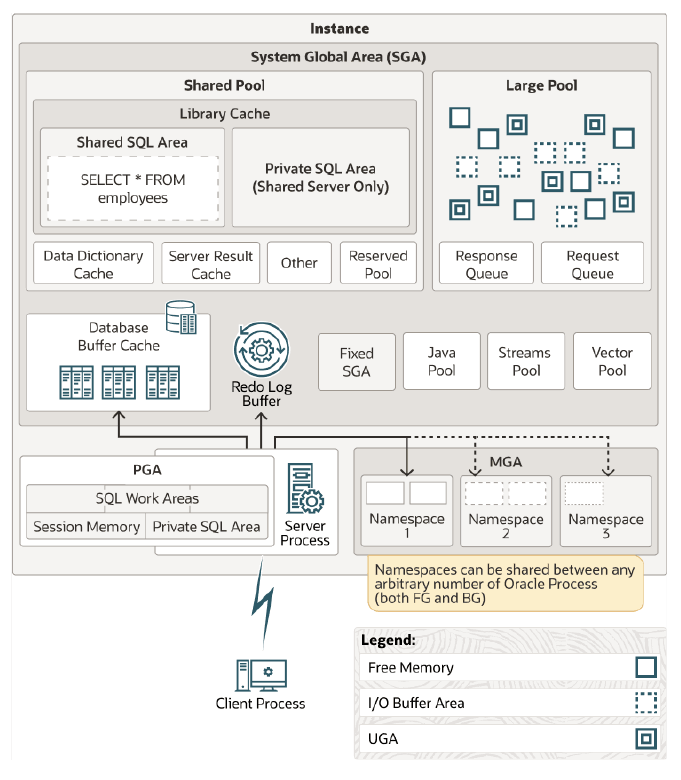 Instance
System Global Area (SGA)
Shared Pool
Library Cache
Shared SQL Area
SELECT * FROM
employees
Private SQL Area
(Shared Server Only)
Data Dictionary
Cache
Server Result
Cache
Other
Reserved
Pool
Large Pool
Response
Queue
Request
Queue
Database
Buffer Cache
Redo Log
Buffer
Fixed
SGA
Java
Pool
Streams
Pool
Vector
Pool
PGA
SQL Work Areas
Session Memory
Private SQL Area
Server
Process
MGA
Namespace
1
Namespace
2
Namespace
3
Namespaces can be shared between any
arbitrary number of Oracle Process
(both FG and BG)
Client Process
Legend:
Free Memory
I/O Buffer Area
UGA